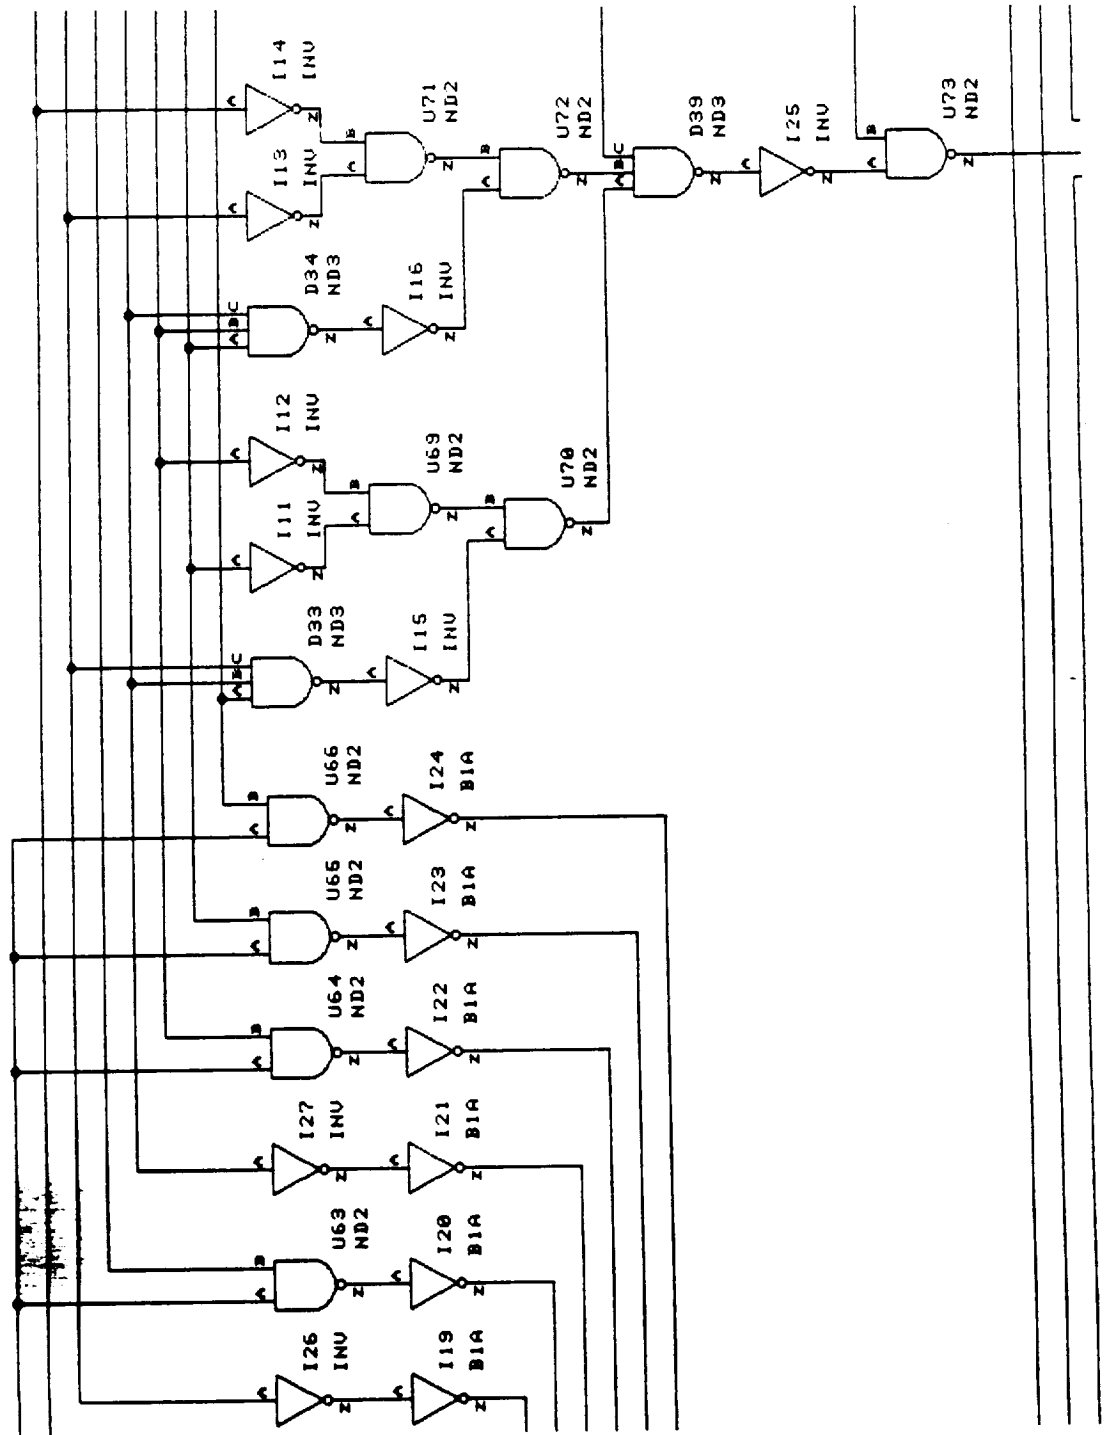 A
I26
INV
Z
A B
U63
ND2
Z
A
I27
INV
Z
A B
U64
ND2
Z
A B
U65
ND2
Z
A B
U66
ND2
Z
A B C
D33
ND3
Z
A
I11
INV
Z
A
I12
INV
Z
A B C
D34
ND3
Z
A
I13
INV
Z
A
I14
INV
Z
A
I19
B1A
Z
A
I20
B1A
Z
A
I21
B1A
Z
A
I22
B1A
Z
A
I23
B1A
Z
A
I24
B1A
Z
A
I15
INV
Z
A B
U69
ND2
Z
A
I16
INV
Z
A B
U71
ND2
Z
A B
U70
ND2
Z
A B
U72
ND2
Z
A B C
D39
ND3
Z
A
I25
INV
Z
A B
U73
ND2
Z